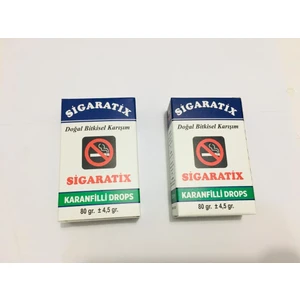 SİGARATİX
Doğal Bitkisel Karışım
SİGARATİX
KARANFİLLİ DROPS
80 gr. ± 4,5 gr.
SİGARATİX
Doğal Bitkisel Karışım
SİGARATİX
KARANFİLLİ DROPS
80 gr. ± 4,5 gr.